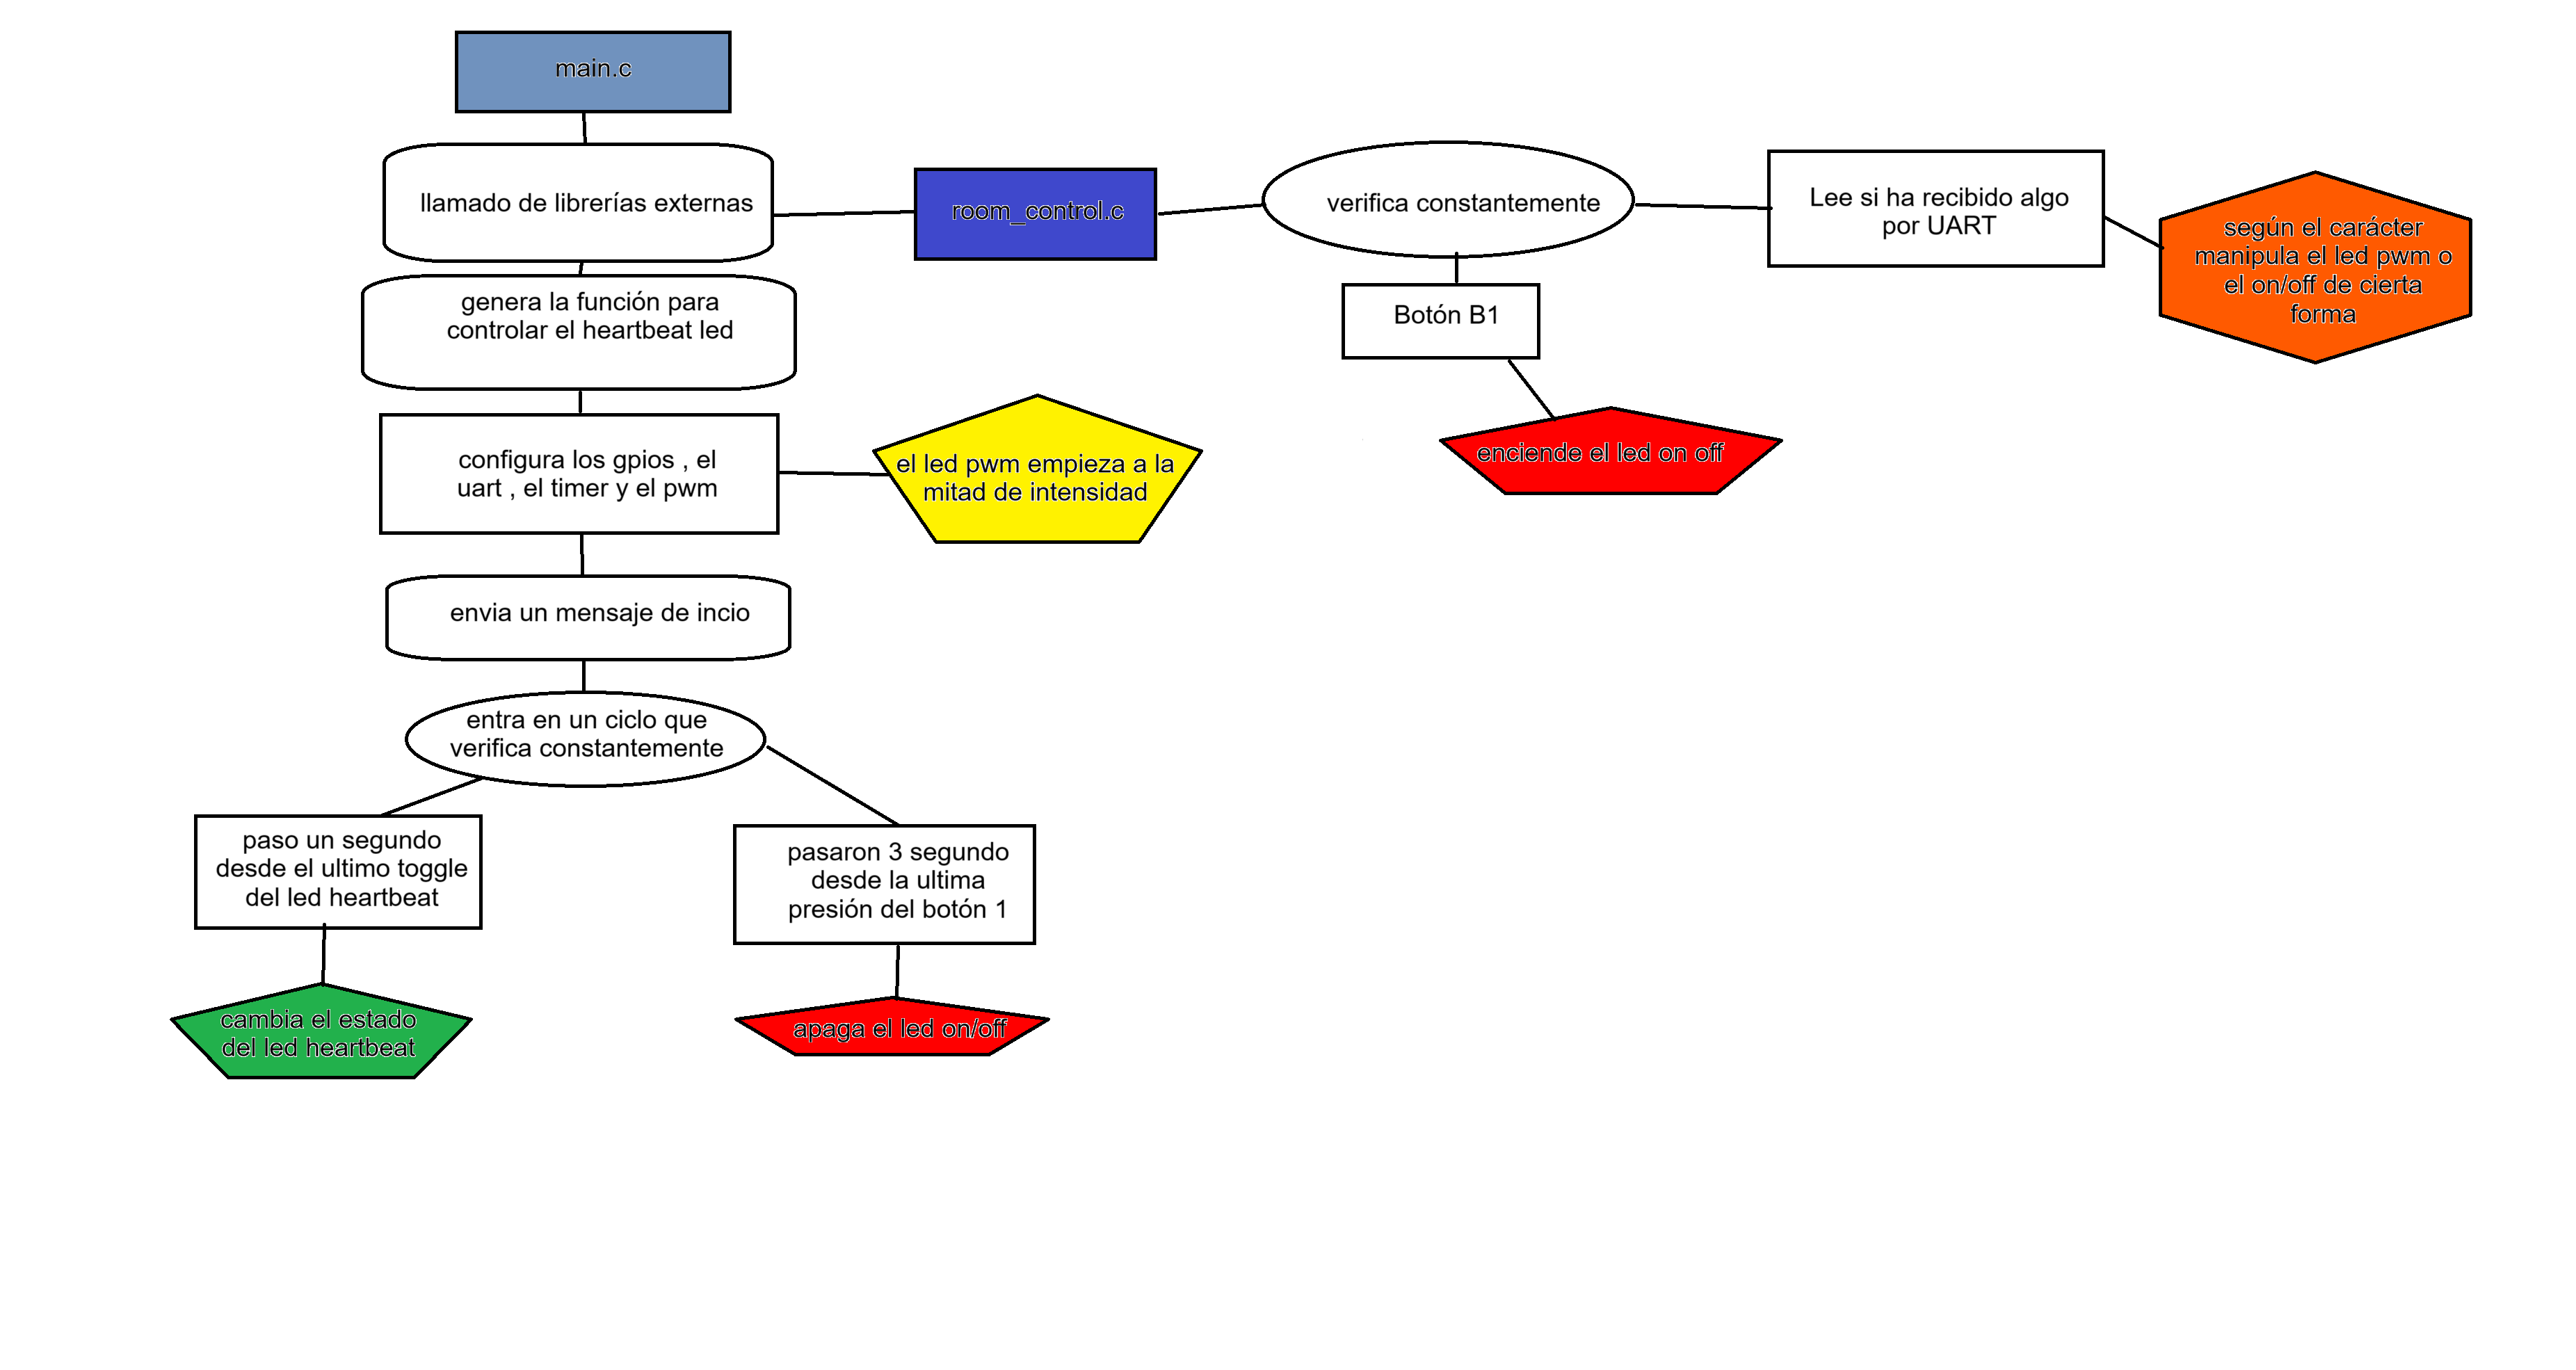 main.c
llamado de librerías externas
room_control.c
verifica constantemente
Lee si ha recibido algo
por UART
según el carácter
manipula el led pwm o
el on/off de cierta
forma
genera la función para
controlar el heartbeat led
Botón B1
enciende el led on off
configura los gpios , el
uart , el timer y el pwm
el led pwm empieza a la
mitad de intensidad
envia un mensaje de incio
entra en un ciclo que
verifica constantemente
paso un segundo
desde el ultimo toggle
del led heartbeat
pasaron 3 segundo
desde la ultima
presión del botón 1
cambia el estado
del led heartbeat
apaga el led on/off